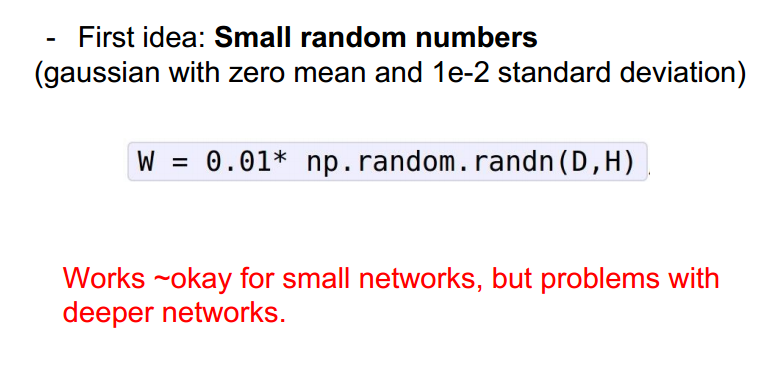 - First idea: Small random numbers
(gaussian with zero mean and 1e-2 standard deviation)
W = 0.01* np.random.randn(D,H)
Works ~okay for small networks, but problems with
deeper networks.